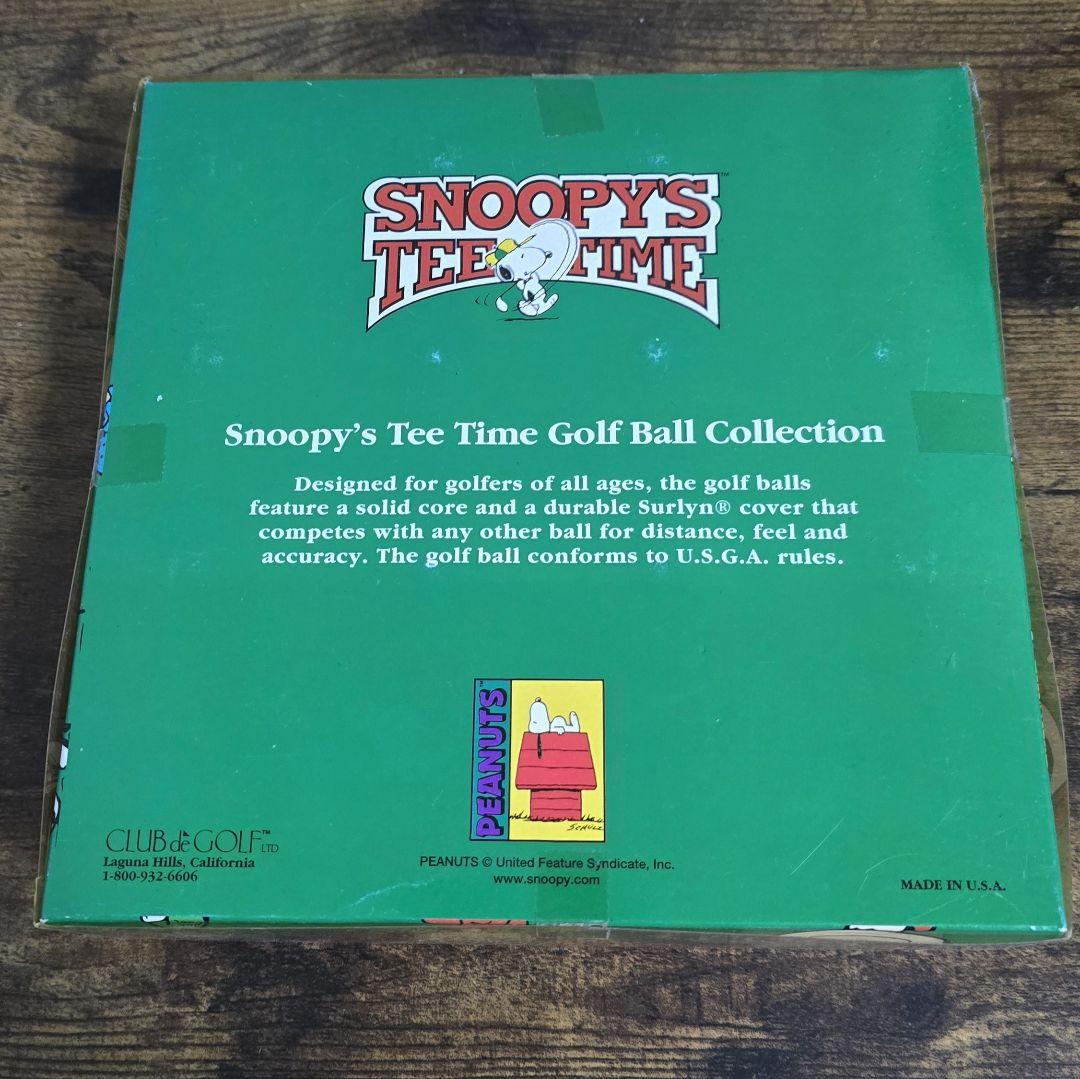 SNOOPY'S™
TEE TIME
Snoopy's Tee Time Golf Ball Collection
Designed for golfers of all ages, the golf balls
feature a solid core and a durable Surlyn® cover that
competes with any other ball for distance, feel and
accuracy. The golf ball conforms to U.S.G.A. rules.
PEANUTS™
SCHULZ
CLUB de GOLF™ LTD
Laguna Hills, California
1-800-932-6606
PEANUTS © United Feature Syndicate, Inc.
www.snoopy.com
MADE IN U.S.A.